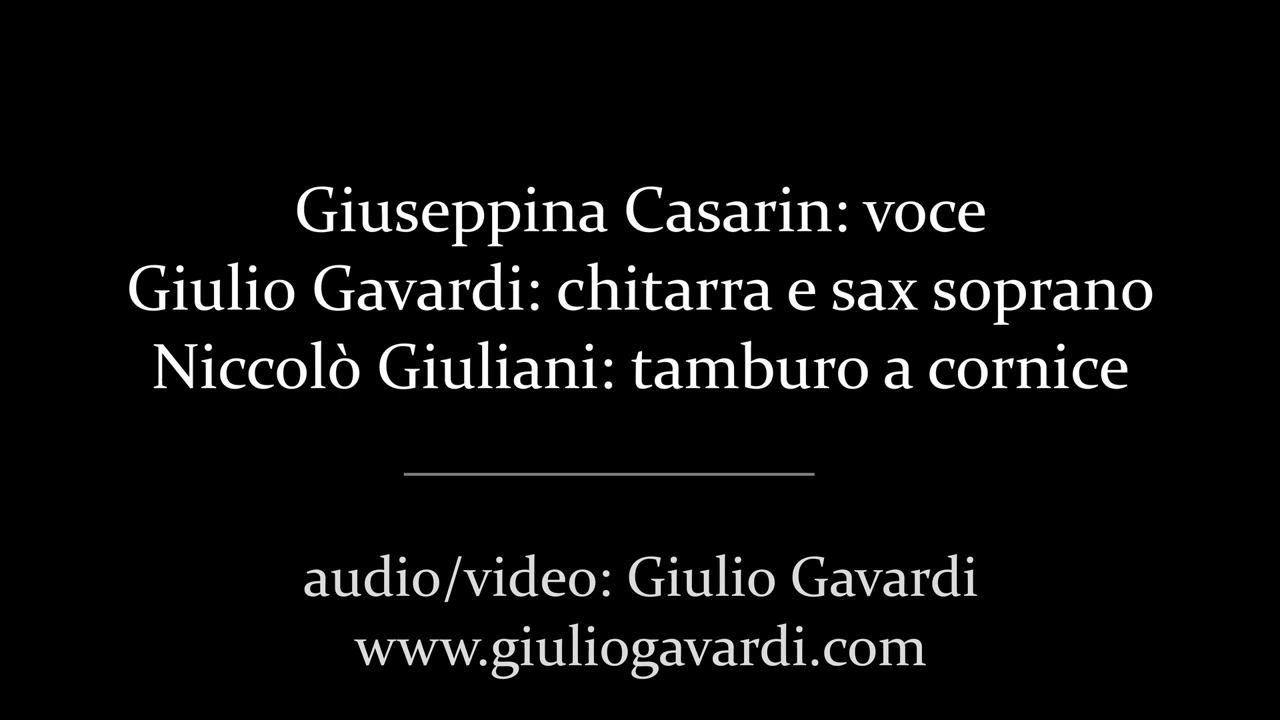 Giuseppina Casarin: voce
Giulio Gavardi: chitarra e sax soprano
Niccolò Giuliani: tamburo a cornice
audio/video: Giulio Gavardi
www.giuliogavardi.com